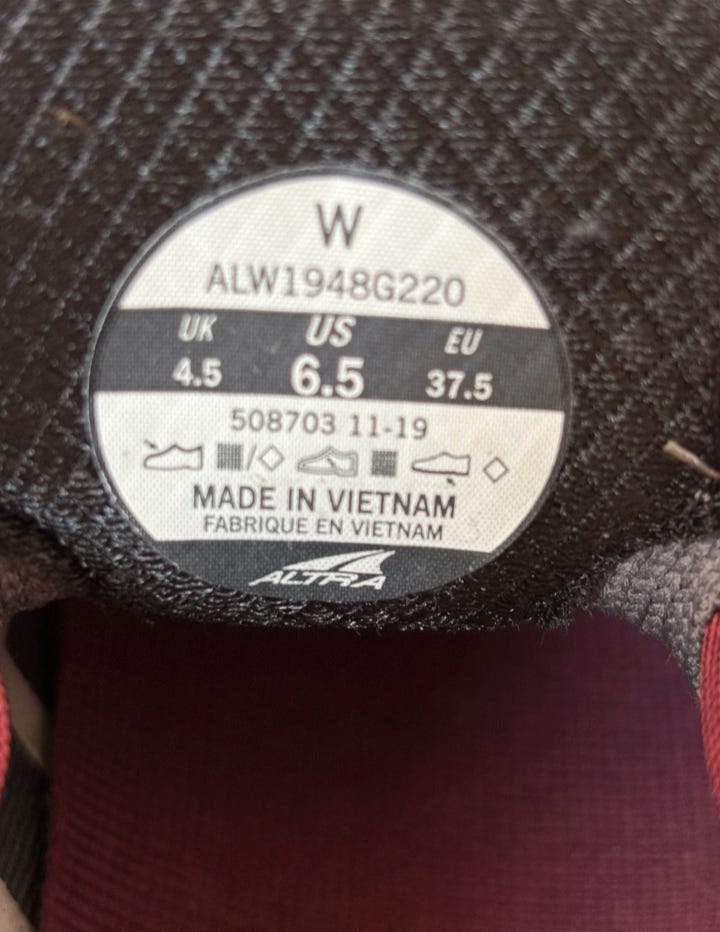 W
ALW1948G220
UK US EU
4.5 6.5 37.5
508703 11-19
MADE IN VIETNAM
FABRIQUE EN VIETNAM
ALTRA